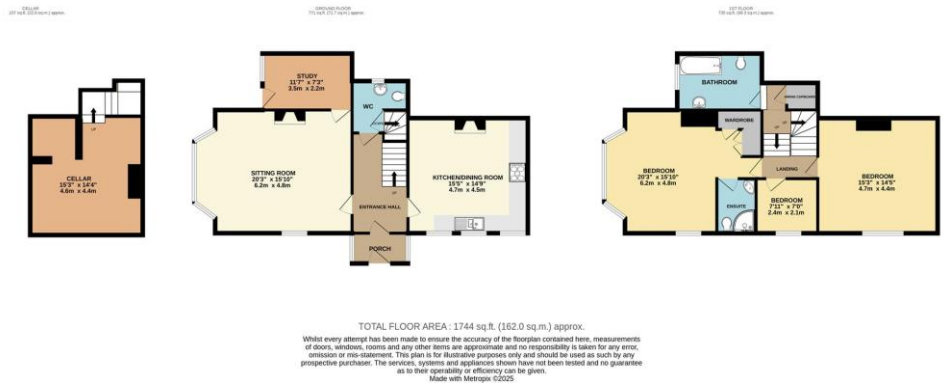 CELLAR
GROUND FLOOR
1ST FLOOR
STUDY
11'7" x 7'3"
3.5m x 2.2m
WC
UP
SITTING ROOM
20'3" x 15'10"
6.2m x 4.8m
ENTRANCE HALL
PORCH
KITCHEN/DINING ROOM
15'5" x 14'9"
4.7m x 4.5m
UP
CELLAR
15'3" x 14'4"
4.6m x 4.4m
BATHROOM
WARDROBE
UP
LANDING
BEDROOM
20'3" x 15'10"
6.2m x 4.8m
ENSUITE
BEDROOM
7'11" x 7'0"
2.4m x 2.1m
BEDROOM
15'3" x 14'5"
4.7m x 4.4m
TOTAL FLOOR AREA : 1744 sq.ft. (162.0 sq.m.) approx.
Whilst every attempt has been made to ensure the accuracy of the floorplan contained here, measurements
of doors, windows, rooms and any other items are approximate and no responsibility is taken for any error,
omission or mis-statement. This plan is for illustrative purposes only and should be used as such by any
prospective purchaser. The services, systems and appliances shown have not been tested and no guarantee
as to their operability or efficiency can be given.
Made with Metropix ©2025